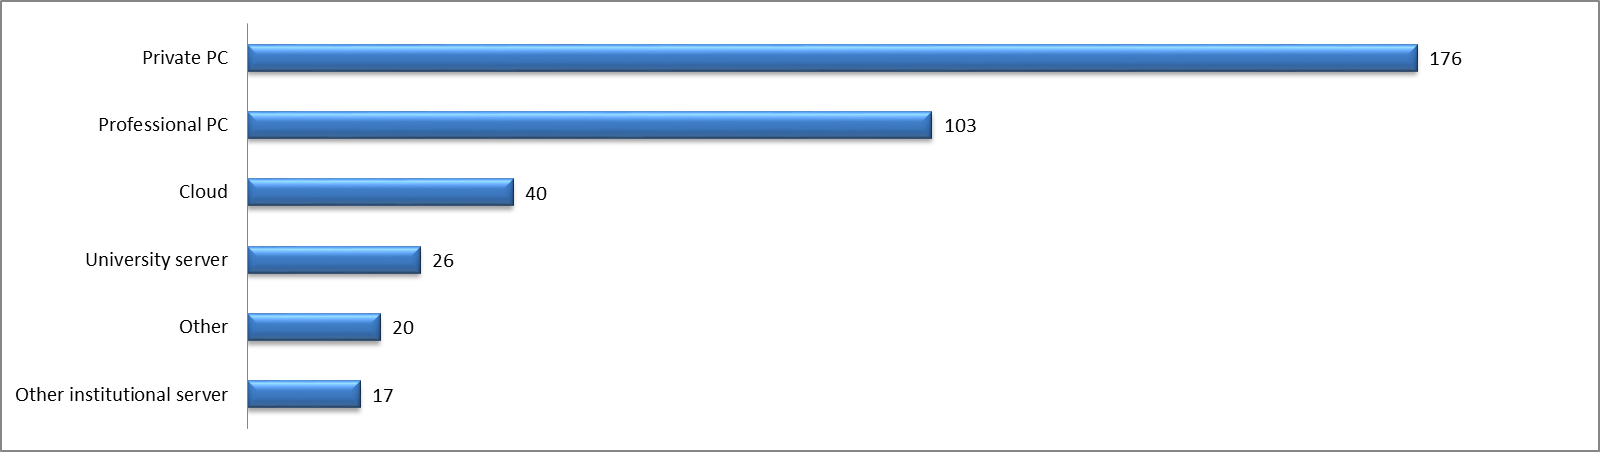 Private PC 176
Professional PC 103
Cloud 40
University server 26
Other 20
Other institutional server 17